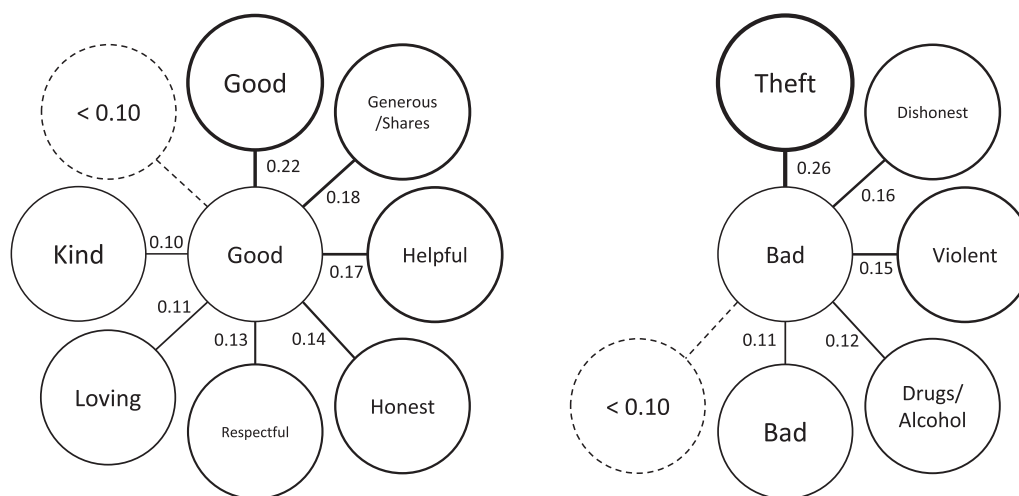 Good
Generous
/Shares
< 0.10
0.22
0.18
Kind
0.10
Good
Helpful
0.17
0.11
0.13
0.14
Loving
Respectful
Honest
Theft
Dishonest
0.26
0.16
Bad
Violent
0.15
0.11
0.12
< 0.10
Bad
Drugs/
Alcohol